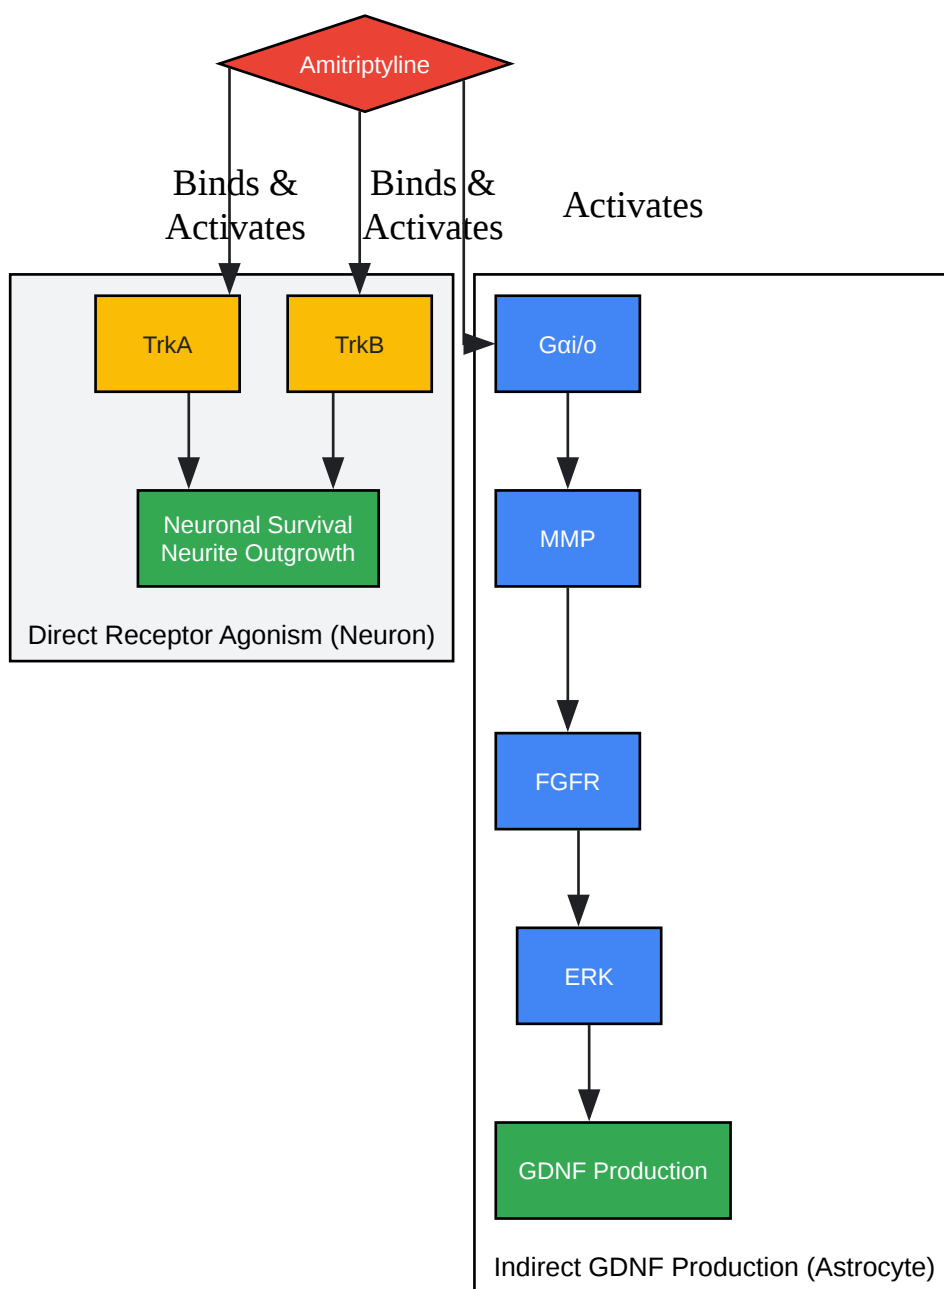 Amitriptyline
Binds &
Activates
Binds &
Activates
Activates
TrkA
TrkB
Gαi/o
Neuronal Survival
Neurite Outgrowth
MMP
Direct Receptor Agonism (Neuron)
FGFR
ERK
GDNF Production
Indirect GDNF Production (Astrocyte)